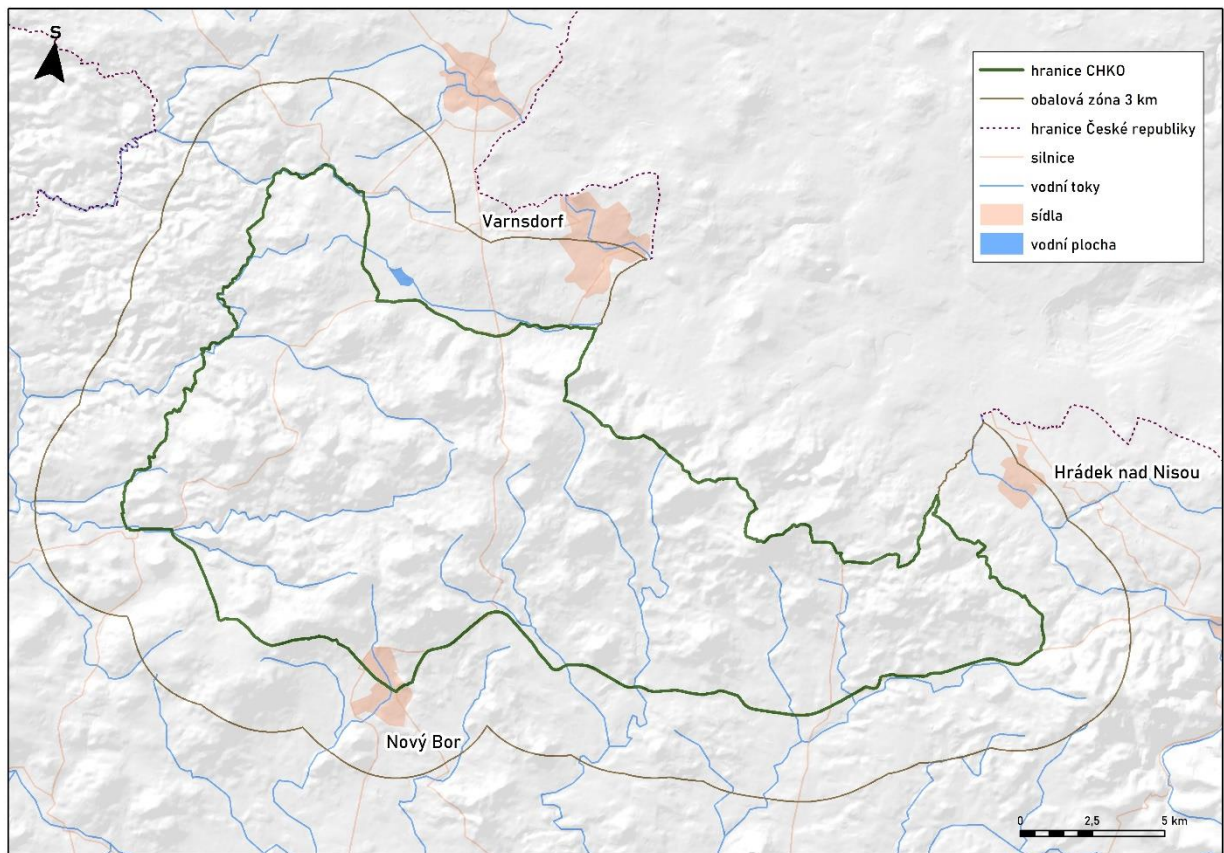 S
hranice CHKO
obalová zóna 3 km
hranice České republiky
silnice
vodní toky
sídla
vodní plocha
Varnsdorf
Hrádek nad Nisou
Nový Bor
0 2,5 5 km